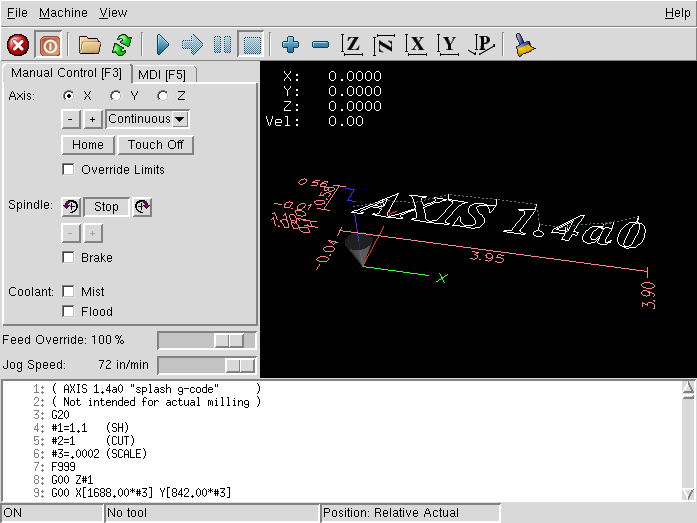 File Machine View Help
Z N X Y P
Manual Control [F3] MDI [F5]
Axis: X Y Z
- + Continuous
Home Touch Off
Override Limits
Spindle: Stop
- +
Brake
Coolant: Mist
Flood
Feed Override: 100 %
Jog Speed: 72 in/min
X: 0.0000
Y: 0.0000
Z: 0.0000
Vel: 0.00
AXIS 1.4a0
-0.04
3.95
3.90
X
Z
1: ( AXIS 1.4a0 "splash g-code" )
2: ( Not intended for actual milling )
3: G20
4: #1=1.1 (SH)
5: #2=1 (CUT)
6: #3=.0002 (SCALE)
7: F999
8: G00 Z#1
9: G00 X[1688.00*#3] Y[842.00*#3]
ON No tool Position: Relative Actual